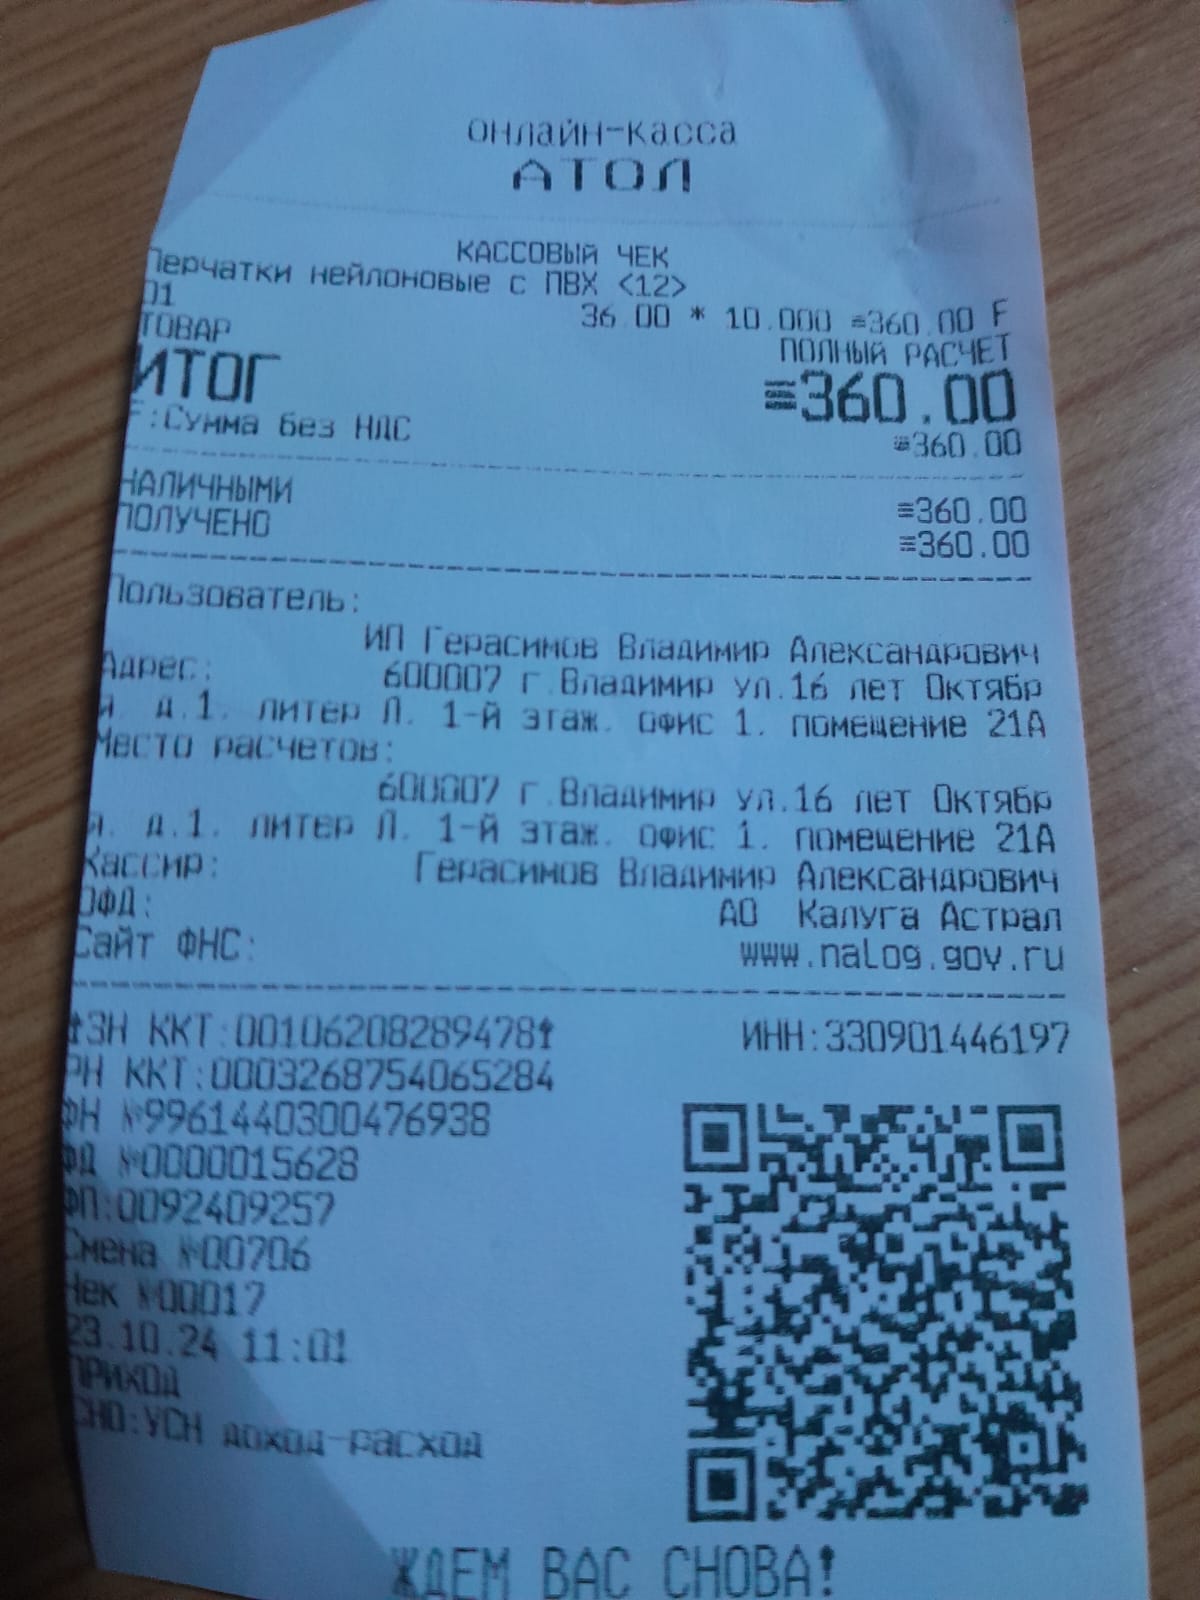 онлайн-касса
АТОЛ
КАССОВЫЙ ЧЕК
Перчатки нейлоновые с ПВХ <12>
01
36.00 * 10.000 ≡360.00 F
ТОВАР
ПОЛНЫЙ РАСЧЕТ
ИТОГ ≡360.00
F:Сумма без НДС ≡360.00
НАЛИЧНЫМИ ≡360.00
ПОЛУЧЕНО ≡360.00
Пользователь:
ИП Герасимов Владимир Александрович
Адрес: 600007 г.Владимир ул.16 лет Октябр
я. д.1. литер Л. 1-й этаж. офис 1. помещение 21А
Место расчетов:
600007 г.Владимир ул.16 лет Октябр
я. д.1. литер Л. 1-й этаж. офис 1. помещение 21А
Кассир: Герасимов Владимир Александрович
ОФД: АО Калуга Астрал
Сайт ФНС: www.nalog.gov.ru
ЗН ККТ:00106208289478 ИНН:330901446197
РН ККТ:0003268754065284
ФН №9961440300476938
ФД №0000015628
ФП:0092409257
Смена №00706
Чек №00017
23.10.24 11:01
ПРИХОД
СНО:УСН доход-расход
ЖДЕМ ВАС СНОВА!